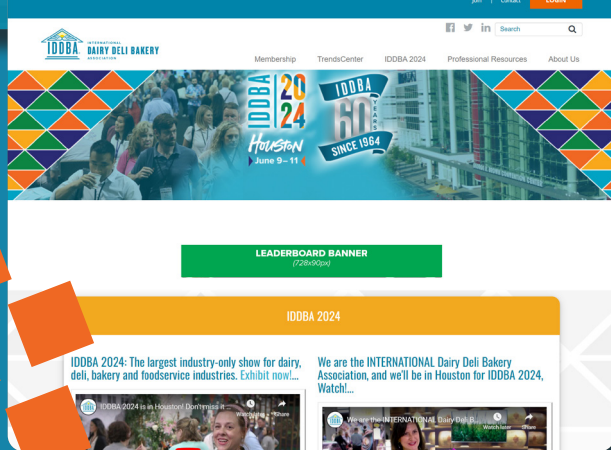 Join | Contact LOGIN
Search
IDDBA INTERNATIONAL DAIRY DELI BAKERY ASSOCIATION
Membership TrendsCenter IDDBA 2024 Professional Resources About Us
IDDBA 2024
Houston
June 9–11
IDDBA
60 YEARS
SINCE 1964
LEADERBOARD BANNER
(728x90px)
IDDBA 2024
IDDBA 2024: The largest industry-only show for dairy,
deli, bakery and foodservice industries. Exhibit now!...
We are the INTERNATIONAL Dairy Deli Bakery
Association, and we'll be in Houston for IDDBA 2024,
Watch!...
IDDBA 2024 is in Houston! Don't miss it ...
Watch later Share
We are the INTERNATIONAL Dairy Deli B...
Watch later Share